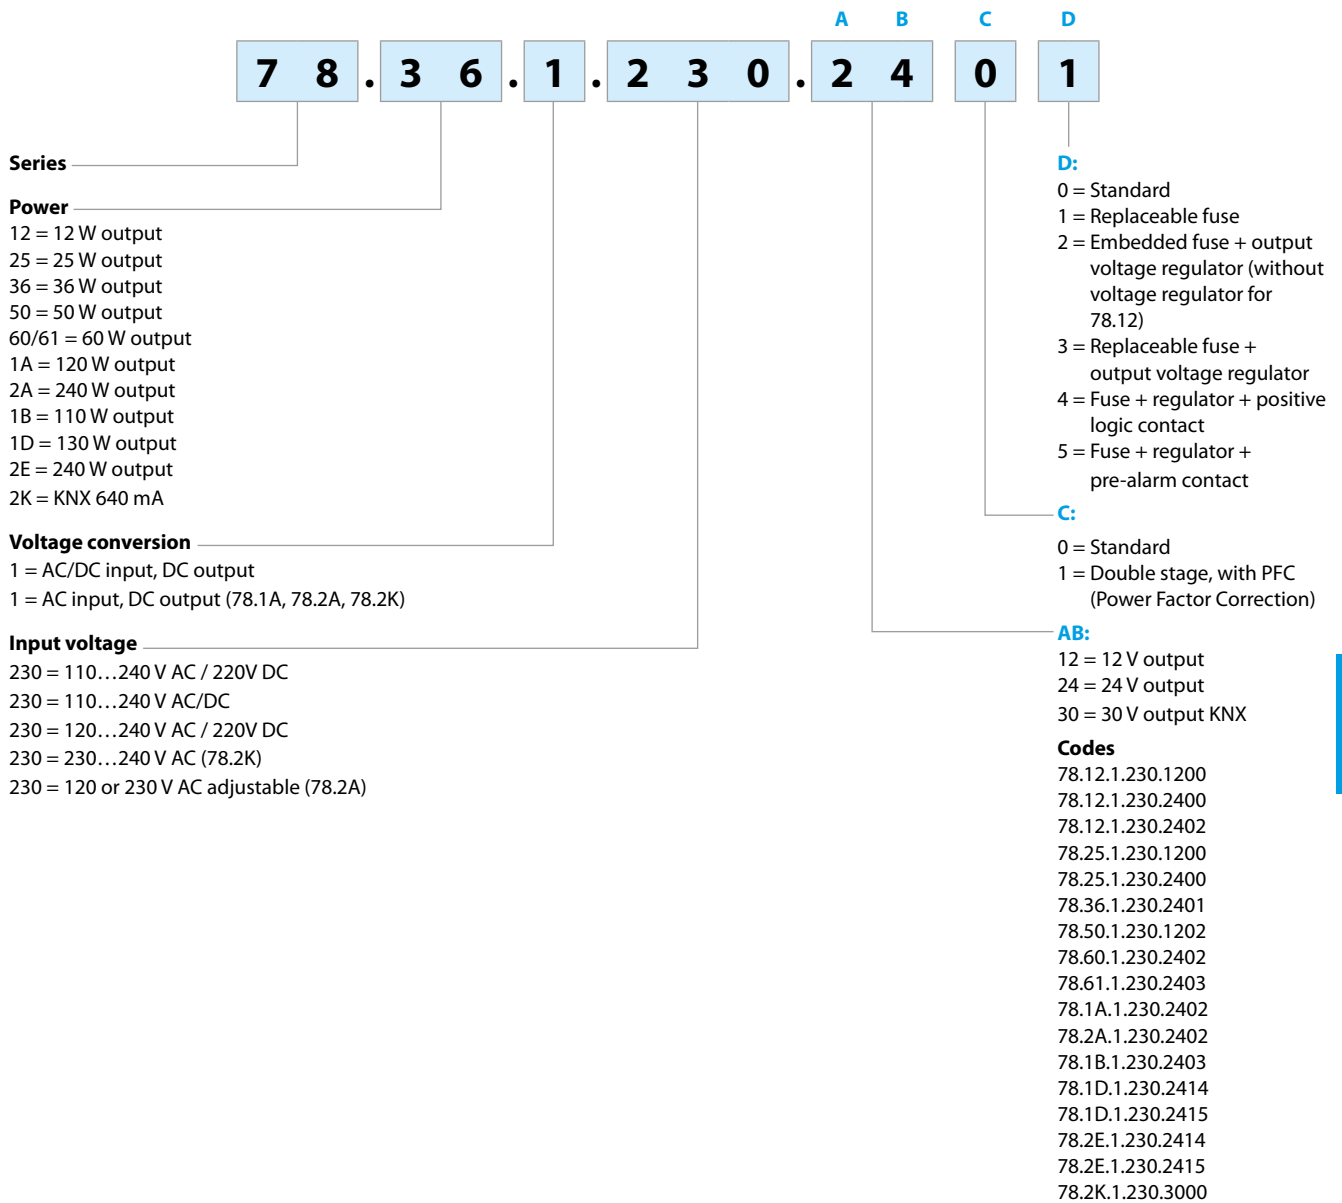 A B C D
7 8 . 3 6 . 1 . 2 3 0 . 2 4 0 1
Series
Power
12 = 12 W output
25 = 25 W output
36 = 36 W output
50 = 50 W output
60/61 = 60 W output
1A = 120 W output
2A = 240 W output
1B = 110 W output
1D = 130 W output
2E = 240 W output
2K = KNX 640 mA
Voltage conversion
1 = AC/DC input, DC output
1 = AC input, DC output (78.1A, 78.2A, 78.2K)
Input voltage
230 = 110…240 V AC / 220V DC
230 = 110…240 V AC/DC
230 = 120…240 V AC / 220V DC
230 = 230…240 V AC (78.2K)
230 = 120 or 230 V AC adjustable (78.2A)
D:
0 = Standard
1 = Replaceable fuse
2 = Embedded fuse + output
voltage regulator (without
voltage regulator for
78.12)
3 = Replaceable fuse +
output voltage regulator
4 = Fuse + regulator + positive
logic contact
5 = Fuse + regulator +
pre-alarm contact
C:
0 = Standard
1 = Double stage, with PFC
(Power Factor Correction)
AB:
12 = 12 V output
24 = 24 V output
30 = 30 V output KNX
Codes
78.12.1.230.1200
78.12.1.230.2400
78.12.1.230.2402
78.25.1.230.1200
78.25.1.230.2400
78.36.1.230.2401
78.50.1.230.1202
78.60.1.230.2402
78.61.1.230.2403
78.1A.1.230.2402
78.2A.1.230.2402
78.1B.1.230.2403
78.1D.1.230.2414
78.1D.1.230.2415
78.2E.1.230.2414
78.2E.1.230.2415
78.2K.1.230.3000